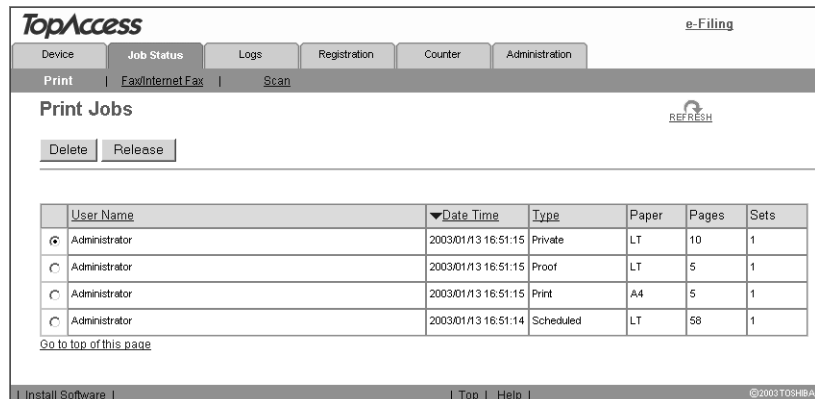 TopAccess
e-Filing
Device Job Status Logs Registration Counter Administration
Print | Fax/Internet Fax | Scan
Print Jobs
REFRESH
Delete Release
User Name ▼Date Time Type Paper Pages Sets
Administrator 2003/01/13 16:51:15 Private LT 10 1
Administrator 2003/01/13 16:51:15 Proof LT 5 1
Administrator 2003/01/13 16:51:15 Print A4 5 1
Administrator 2003/01/13 16:51:14 Scheduled LT 58 1
Go to top of this page
| Install Software | | Top | Help | ©2003 TOSHIBA